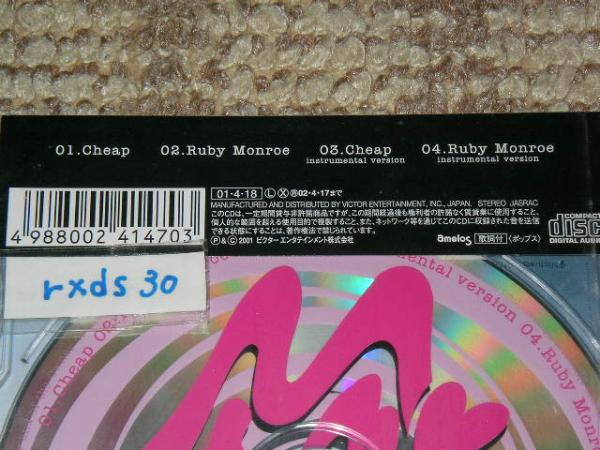 01.Cheap 02.Ruby Monroe 03.Cheap 04.Ruby Monroe
instrumental version instrumental version
01・4・18 Ⓛ Ⓧ 再02・4・17まで
MANUFACTURED AND DISTRIBUTED BY VICTOR ENTERTAINMENT, INC., JAPAN. STEREO JASRAC
このCDは、一定期間貸与非許諾商品ですが、この期間経過後も権利者の許諾なく賃貸業に使用すること、
個人的な範囲を超える使用目的で複製すること、また、ネットワーク等を通じてこのCDに収録された音を送信
できる状態にすることは、著作権法で禁じられています。
Ⓟ&© 2001 ビクターエンタテインメント株式会社
amelos 歌詞付 (ポップス)
COMPACT
disc
DIGITAL AUDIO
4 988002 414703
rxds 30
01.Cheap 02.
mental version 04.Ruby Monroe